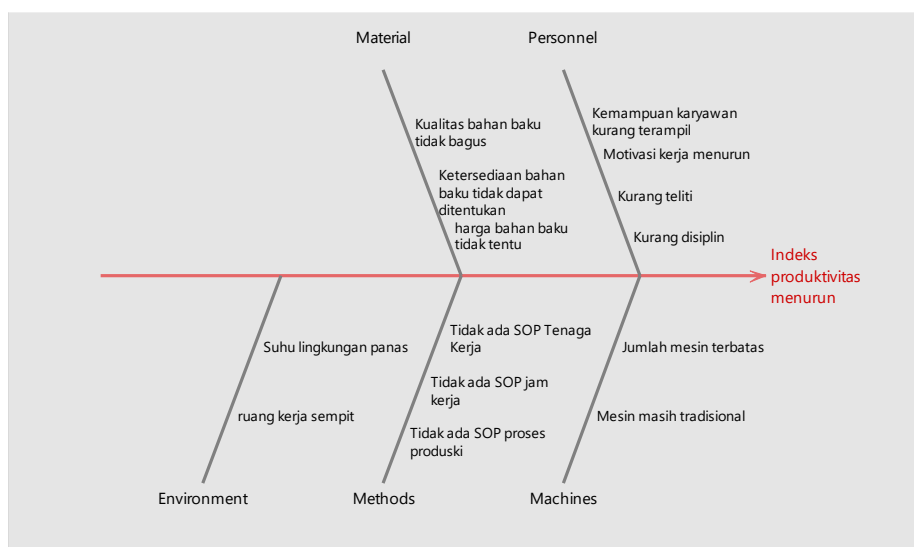 Material
Personnel
Kualitas bahan baku
tidak bagus
Ketersediaan bahan
baku tidak dapat
ditentukan
harga bahan baku
tidak tentu
Kemampuan karyawan
kurang terampil
Motivasi kerja menurun
Kurang teliti
Kurang disiplin
Indeks
produktivitas
menurun
Suhu lingkungan panas
ruang kerja sempit
Tidak ada SOP Tenaga
Kerja
Tidak ada SOP jam
kerja
Tidak ada SOP proses
produski
Jumlah mesin terbatas
Mesin masih tradisional
Environment
Methods
Machines